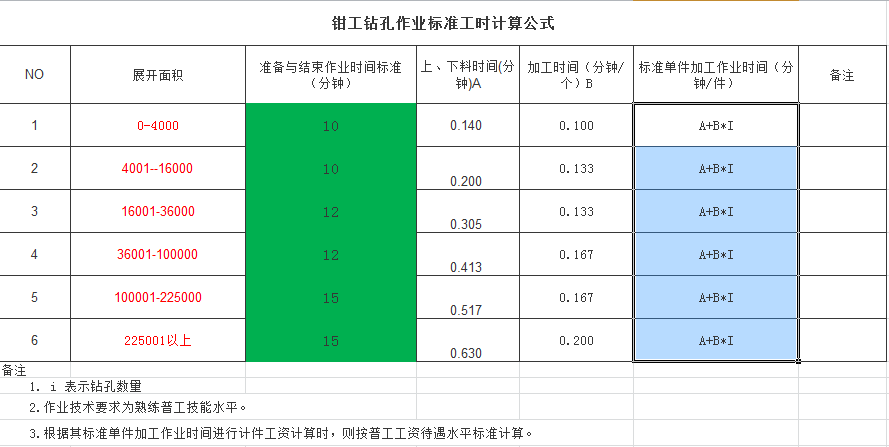 钳工钻孔作业标准工时计算公式
NO 展开面积 准备与结束作业时间标准（分钟） 上、下料时间(分钟)A 加工时间（分钟/个）B 标准单件加工作业时间（分钟/件） 备注
1 0-4000 10 0.140 0.100 A+B*I
2 4001--16000 10 0.200 0.133 A+B*I
3 16001-36000 12 0.305 0.133 A+B*I
4 36001-100000 12 0.413 0.167 A+B*I
5 100001-225000 15 0.517 0.167 A+B*I
6 225001以上 15 0.630 0.200 A+B*I
备注
1. i 表示钻孔数量
2.作业技术要求为熟练普工技能水平。
3.根据其标准单件加工作业时间进行计件工资计算时，则按普工工资待遇水平标准计算。